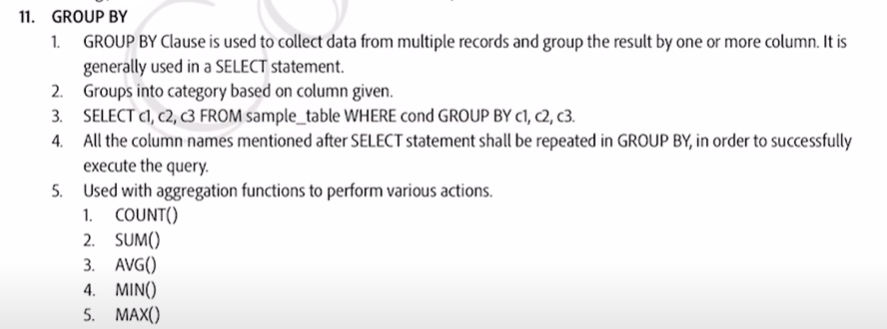 11. GROUP BY
1. GROUP BY Clause is used to collect data from multiple records and group the result by one or more column. It is
generally used in a SELECT statement.
2. Groups into category based on column given.
3. SELECT c1, c2, c3 FROM sample_table WHERE cond GROUP BY c1, c2, c3.
4. All the column names mentioned after SELECT statement shall be repeated in GROUP BY, in order to successfully
execute the query.
5. Used with aggregation functions to perform various actions.
1. COUNT()
2. SUM()
3. AVG()
4. MIN()
5. MAX()